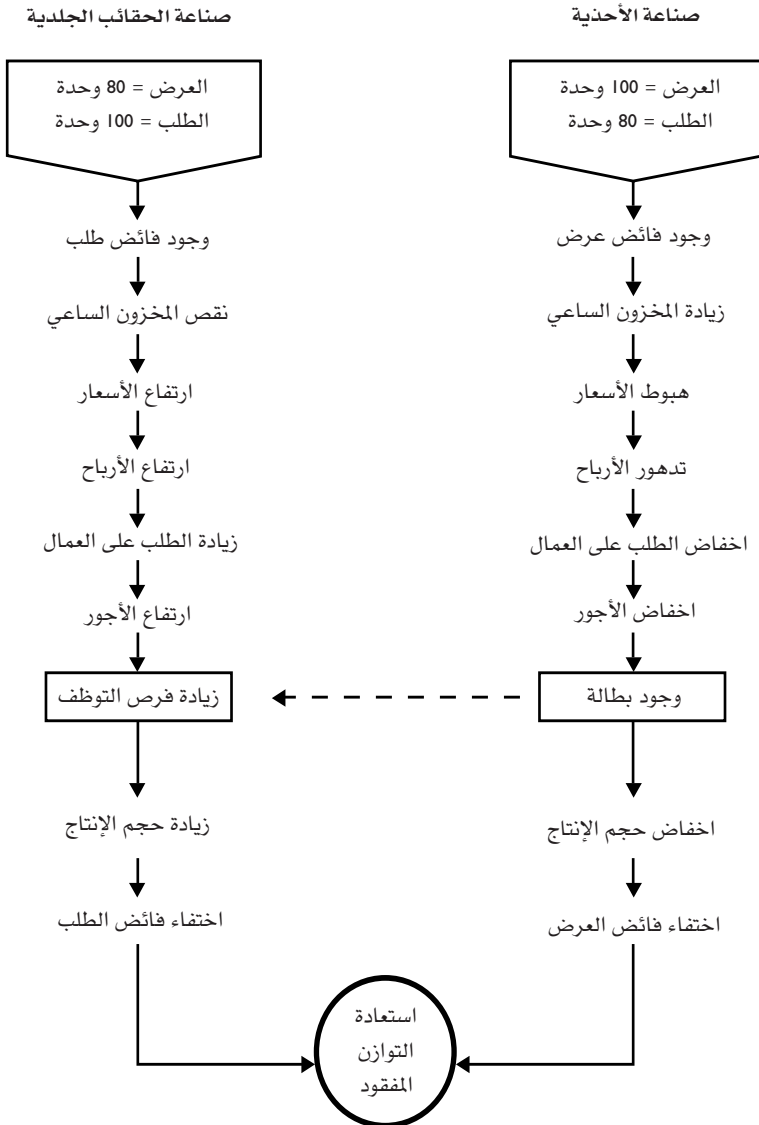 صناعة الأحذية
العرض = 100 وحدة
الطلب = 80 وحدة
وجود فائض عرض
زيادة المخزون الساعي
هبوط الأسعار
تدهور الأرباح
اخفاض الطلب على العمال
اخفاض الأجور
وجود بطالة
اخفاض حجم الإنتاج
اختفاء فائض العرض
صناعة الحقائب الجلدية
العرض = 80 وحدة
الطلب = 100 وحدة
وجود فائض طلب
نقص المخزون الساعي
ارتفاع الأسعار
ارتفاع الأرباح
زيادة الطلب على العمال
ارتفاع الأجور
زيادة فرص التوظف
زيادة حجم الإنتاج
اختفاء فائض الطلب
استعادة
التوازن
المفقود